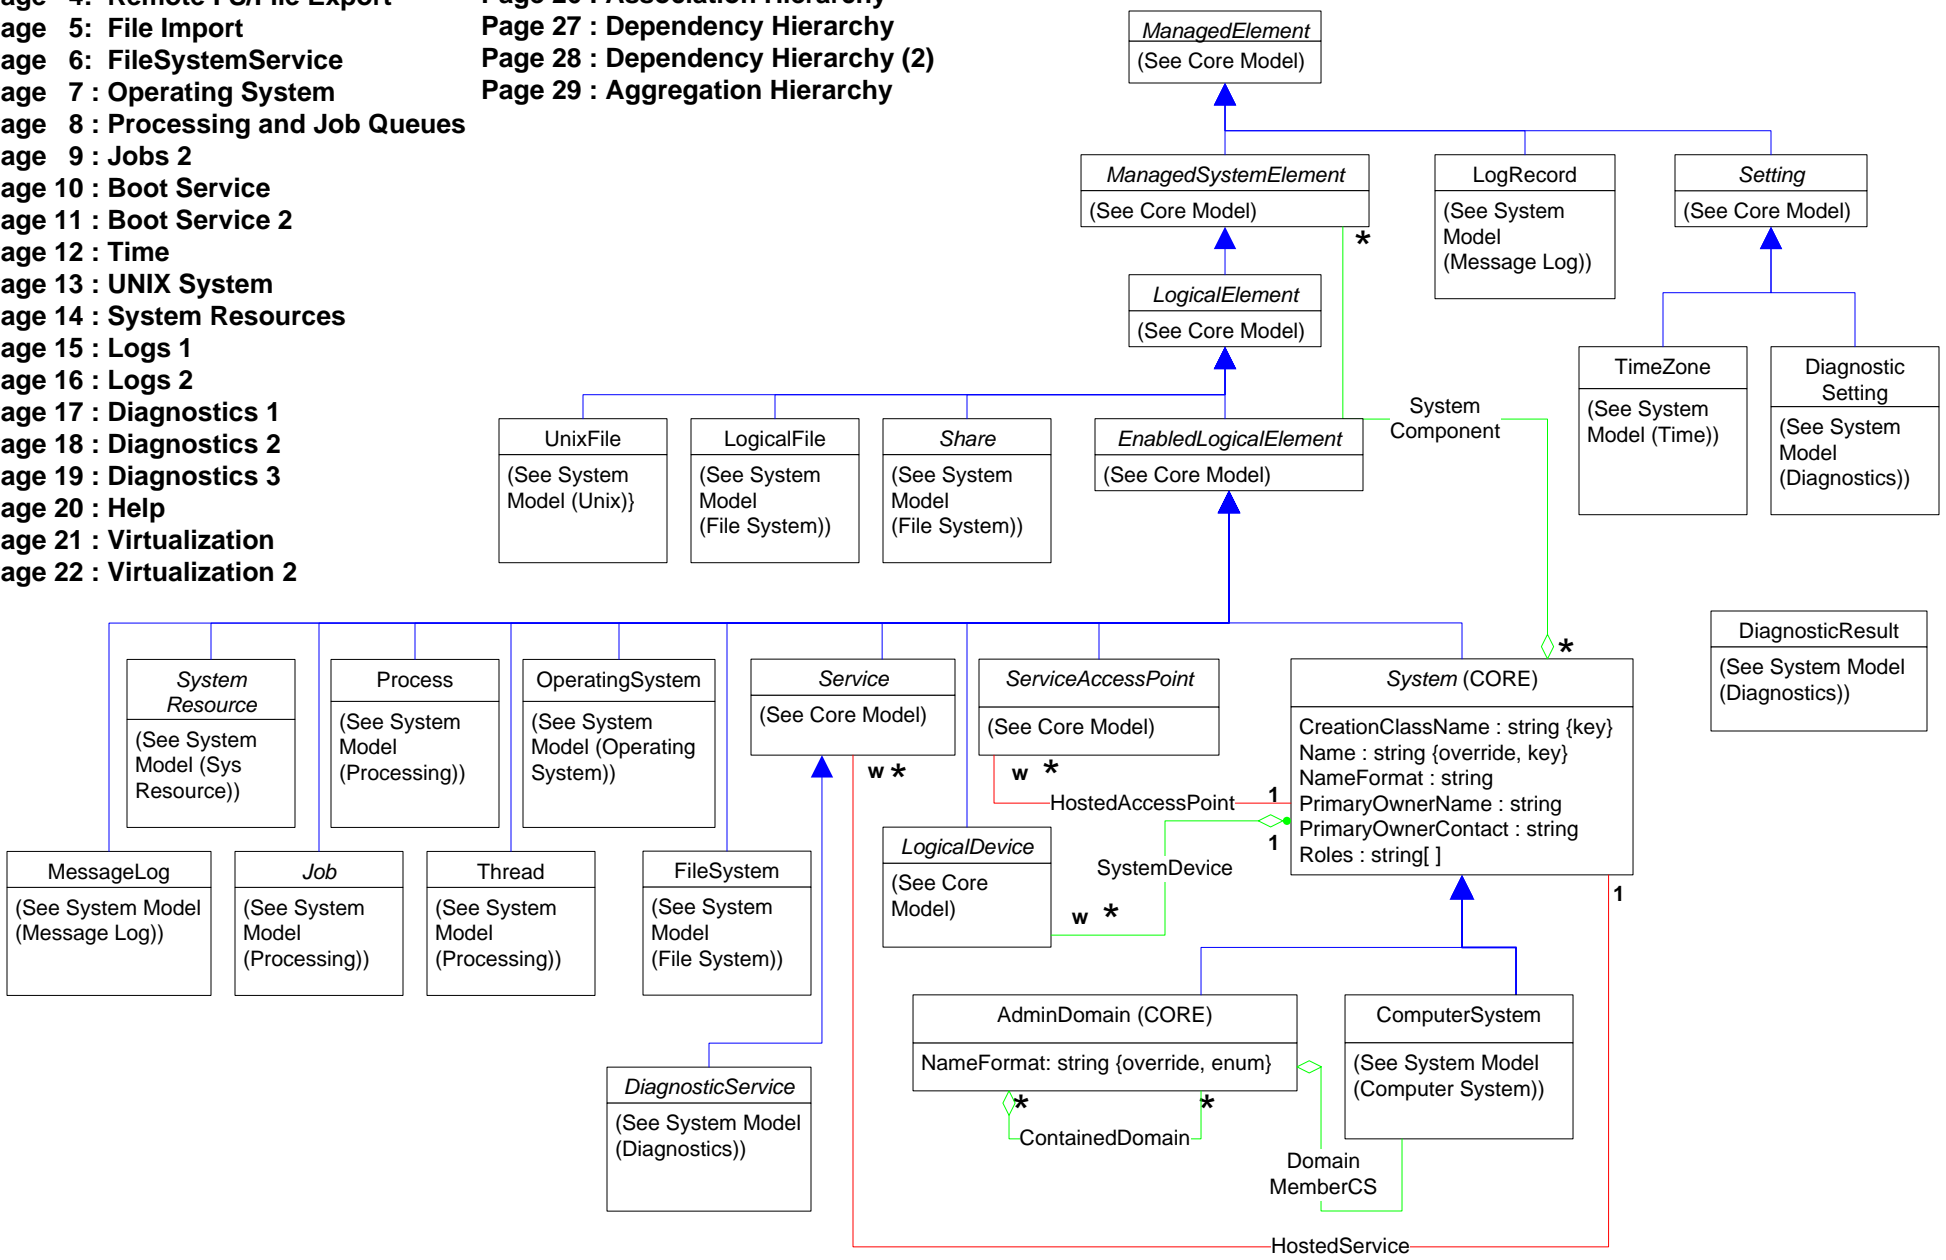 age 4: Remote FS/File Export
age 5: File Import
age 6: FileSystemService
age 7 : Operating System
age 8 : Processing and Job Queues
age 9 : Jobs 2
age 10 : Boot Service
age 11 : Boot Service 2
age 12 : Time
age 13 : UNIX System
age 14 : System Resources
age 15 : Logs 1
age 16 : Logs 2
age 17 : Diagnostics 1
age 18 : Diagnostics 2
age 19 : Diagnostics 3
age 20 : Help
age 21 : Virtualization
age 22 : Virtualization 2
Page 26 : Association Hierarchy
Page 27 : Dependency Hierarchy
Page 28 : Dependency Hierarchy (2)
Page 29 : Aggregation Hierarchy
ManagedElement
(See Core Model)
ManagedSystemElement
(See Core Model)
*
LogRecord
(See System
Model
(Message Log))
Setting
(See Core Model)
LogicalElement
(See Core Model)
TimeZone
(See System
Model (Time))
Diagnostic
Setting
(See System
Model
(Diagnostics))
UnixFile
(See System
Model (Unix)}
LogicalFile
(See System
Model
(File System))
Share
(See System
Model
(File System))
EnabledLogicalElement
(See Core Model)
System
Component
*
System
Resource
(See System
Model (Sys
Resource))
Process
(See System
Model
(Processing))
OperatingSystem
(See System
Model (Operating
System))
Service
(See Core Model)
w *
ServiceAccessPoint
(See Core Model)
w *
HostedAccessPoint
1
System (CORE)
CreationClassName : string {key}
Name : string {override, key}
NameFormat : string
PrimaryOwnerName : string
PrimaryOwnerContact : string
Roles : string[ ]
1
DiagnosticResult
(See System Model
(Diagnostics))
MessageLog
(See System Model
(Message Log))
Job
(See System
Model
(Processing))
Thread
(See System
Model
(Processing))
FileSystem
(See System
Model
(File System))
LogicalDevice
(See Core
Model)
SystemDevice
1
w *
AdminDomain (CORE)
NameFormat: string {override, enum}
*
*
ContainedDomain
ComputerSystem
(See System Model
(Computer System))
Domain
MemberCS
DiagnosticService
(See System Model
(Diagnostics))
HostedService